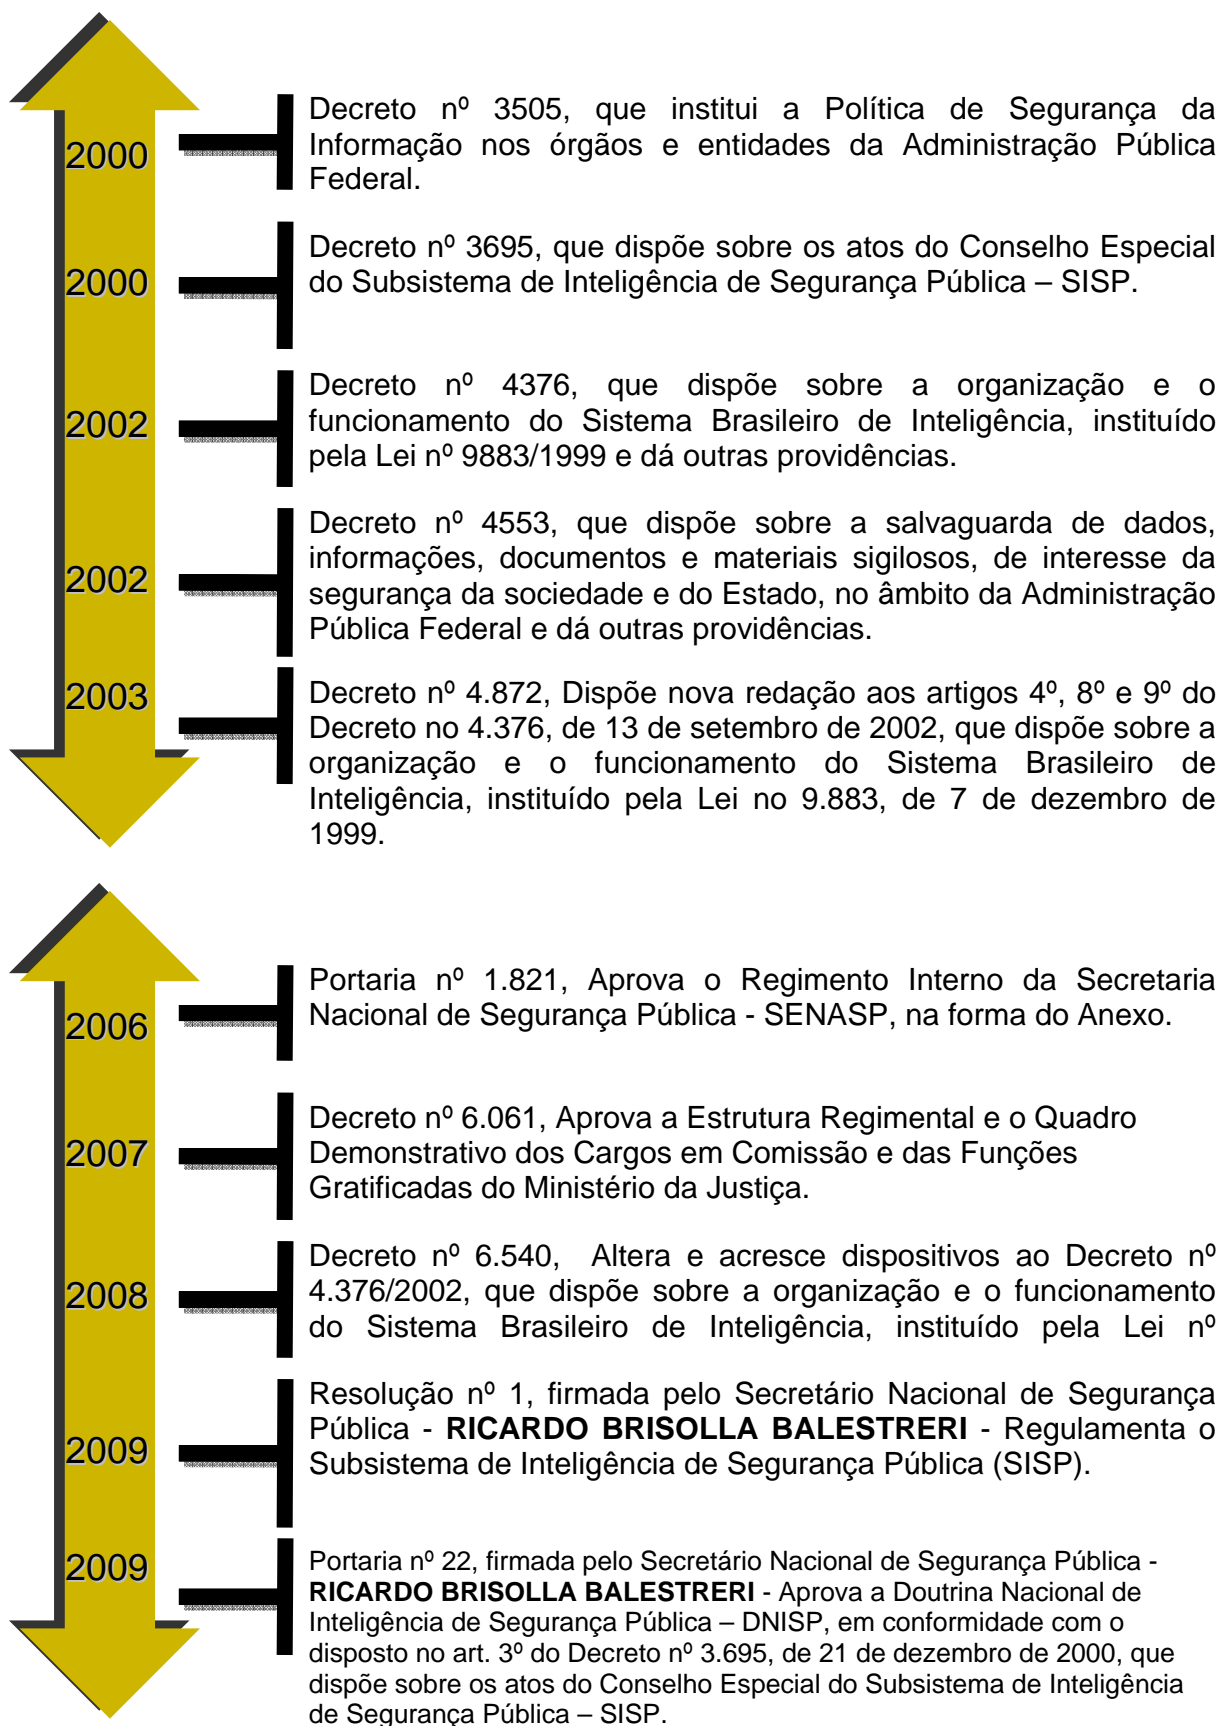 2000
Decreto nº 3505, que institui a Política de Segurança da
Informação nos órgãos e entidades da Administração Pública
Federal.
2000
Decreto nº 3695, que dispõe sobre os atos do Conselho Especial
do Subsistema de Inteligência de Segurança Pública – SISP.
2002
Decreto nº 4376, que dispõe sobre a organização e o
funcionamento do Sistema Brasileiro de Inteligência, instituído
pela Lei nº 9883/1999 e dá outras providências.
2002
Decreto nº 4553, que dispõe sobre a salvaguarda de dados,
informações, documentos e materiais sigilosos, de interesse da
segurança da sociedade e do Estado, no âmbito da Administração
Pública Federal e dá outras providências.
2003
Decreto nº 4.872, Dispõe nova redação aos artigos 4º, 8º e 9º do
Decreto no 4.376, de 13 de setembro de 2002, que dispõe sobre a
organização e o funcionamento do Sistema Brasileiro de
Inteligência, instituído pela Lei no 9.883, de 7 de dezembro de
1999.
2006
Portaria nº 1.821, Aprova o Regimento Interno da Secretaria
Nacional de Segurança Pública - SENASP, na forma do Anexo.
2007
Decreto nº 6.061, Aprova a Estrutura Regimental e o Quadro
Demonstrativo dos Cargos em Comissão e das Funções
Gratificadas do Ministério da Justiça.
2008
Decreto nº 6.540, Altera e acresce dispositivos ao Decreto nº
4.376/2002, que dispõe sobre a organização e o funcionamento
do Sistema Brasileiro de Inteligência, instituído pela Lei nº
2009
Resolução nº 1, firmada pelo Secretário Nacional de Segurança
Pública - RICARDO BRISOLLA BALESTRERI - Regulamenta o
Subsistema de Inteligência de Segurança Pública (SISP).
2009
Portaria nº 22, firmada pelo Secretário Nacional de Segurança Pública -
RICARDO BRISOLLA BALESTRERI - Aprova a Doutrina Nacional de
Inteligência de Segurança Pública – DNISP, em conformidade com o
disposto no art. 3º do Decreto nº 3.695, de 21 de dezembro de 2000, que
dispõe sobre os atos do Conselho Especial do Subsistema de Inteligência
de Segurança Pública – SISP.